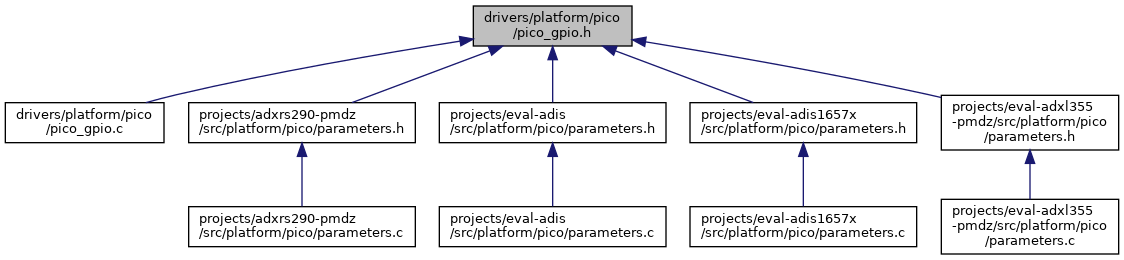 drivers/platform/pico
/pico_gpio.h
drivers/platform/pico
/pico_gpio.c
projects/adxrs290-pmdz
/src/platform/pico/parameters.h
projects/eval-adis
/src/platform/pico/parameters.h
projects/eval-adis1657x
/src/platform/pico/parameters.h
projects/eval-adxl355
-pmdz/src/platform/pico
/parameters.h
projects/adxrs290-pmdz
/src/platform/pico/parameters.c
projects/eval-adis
/src/platform/pico/parameters.c
projects/eval-adis1657x
/src/platform/pico/parameters.c
projects/eval-adxl355
-pmdz/src/platform/pico
/parameters.c